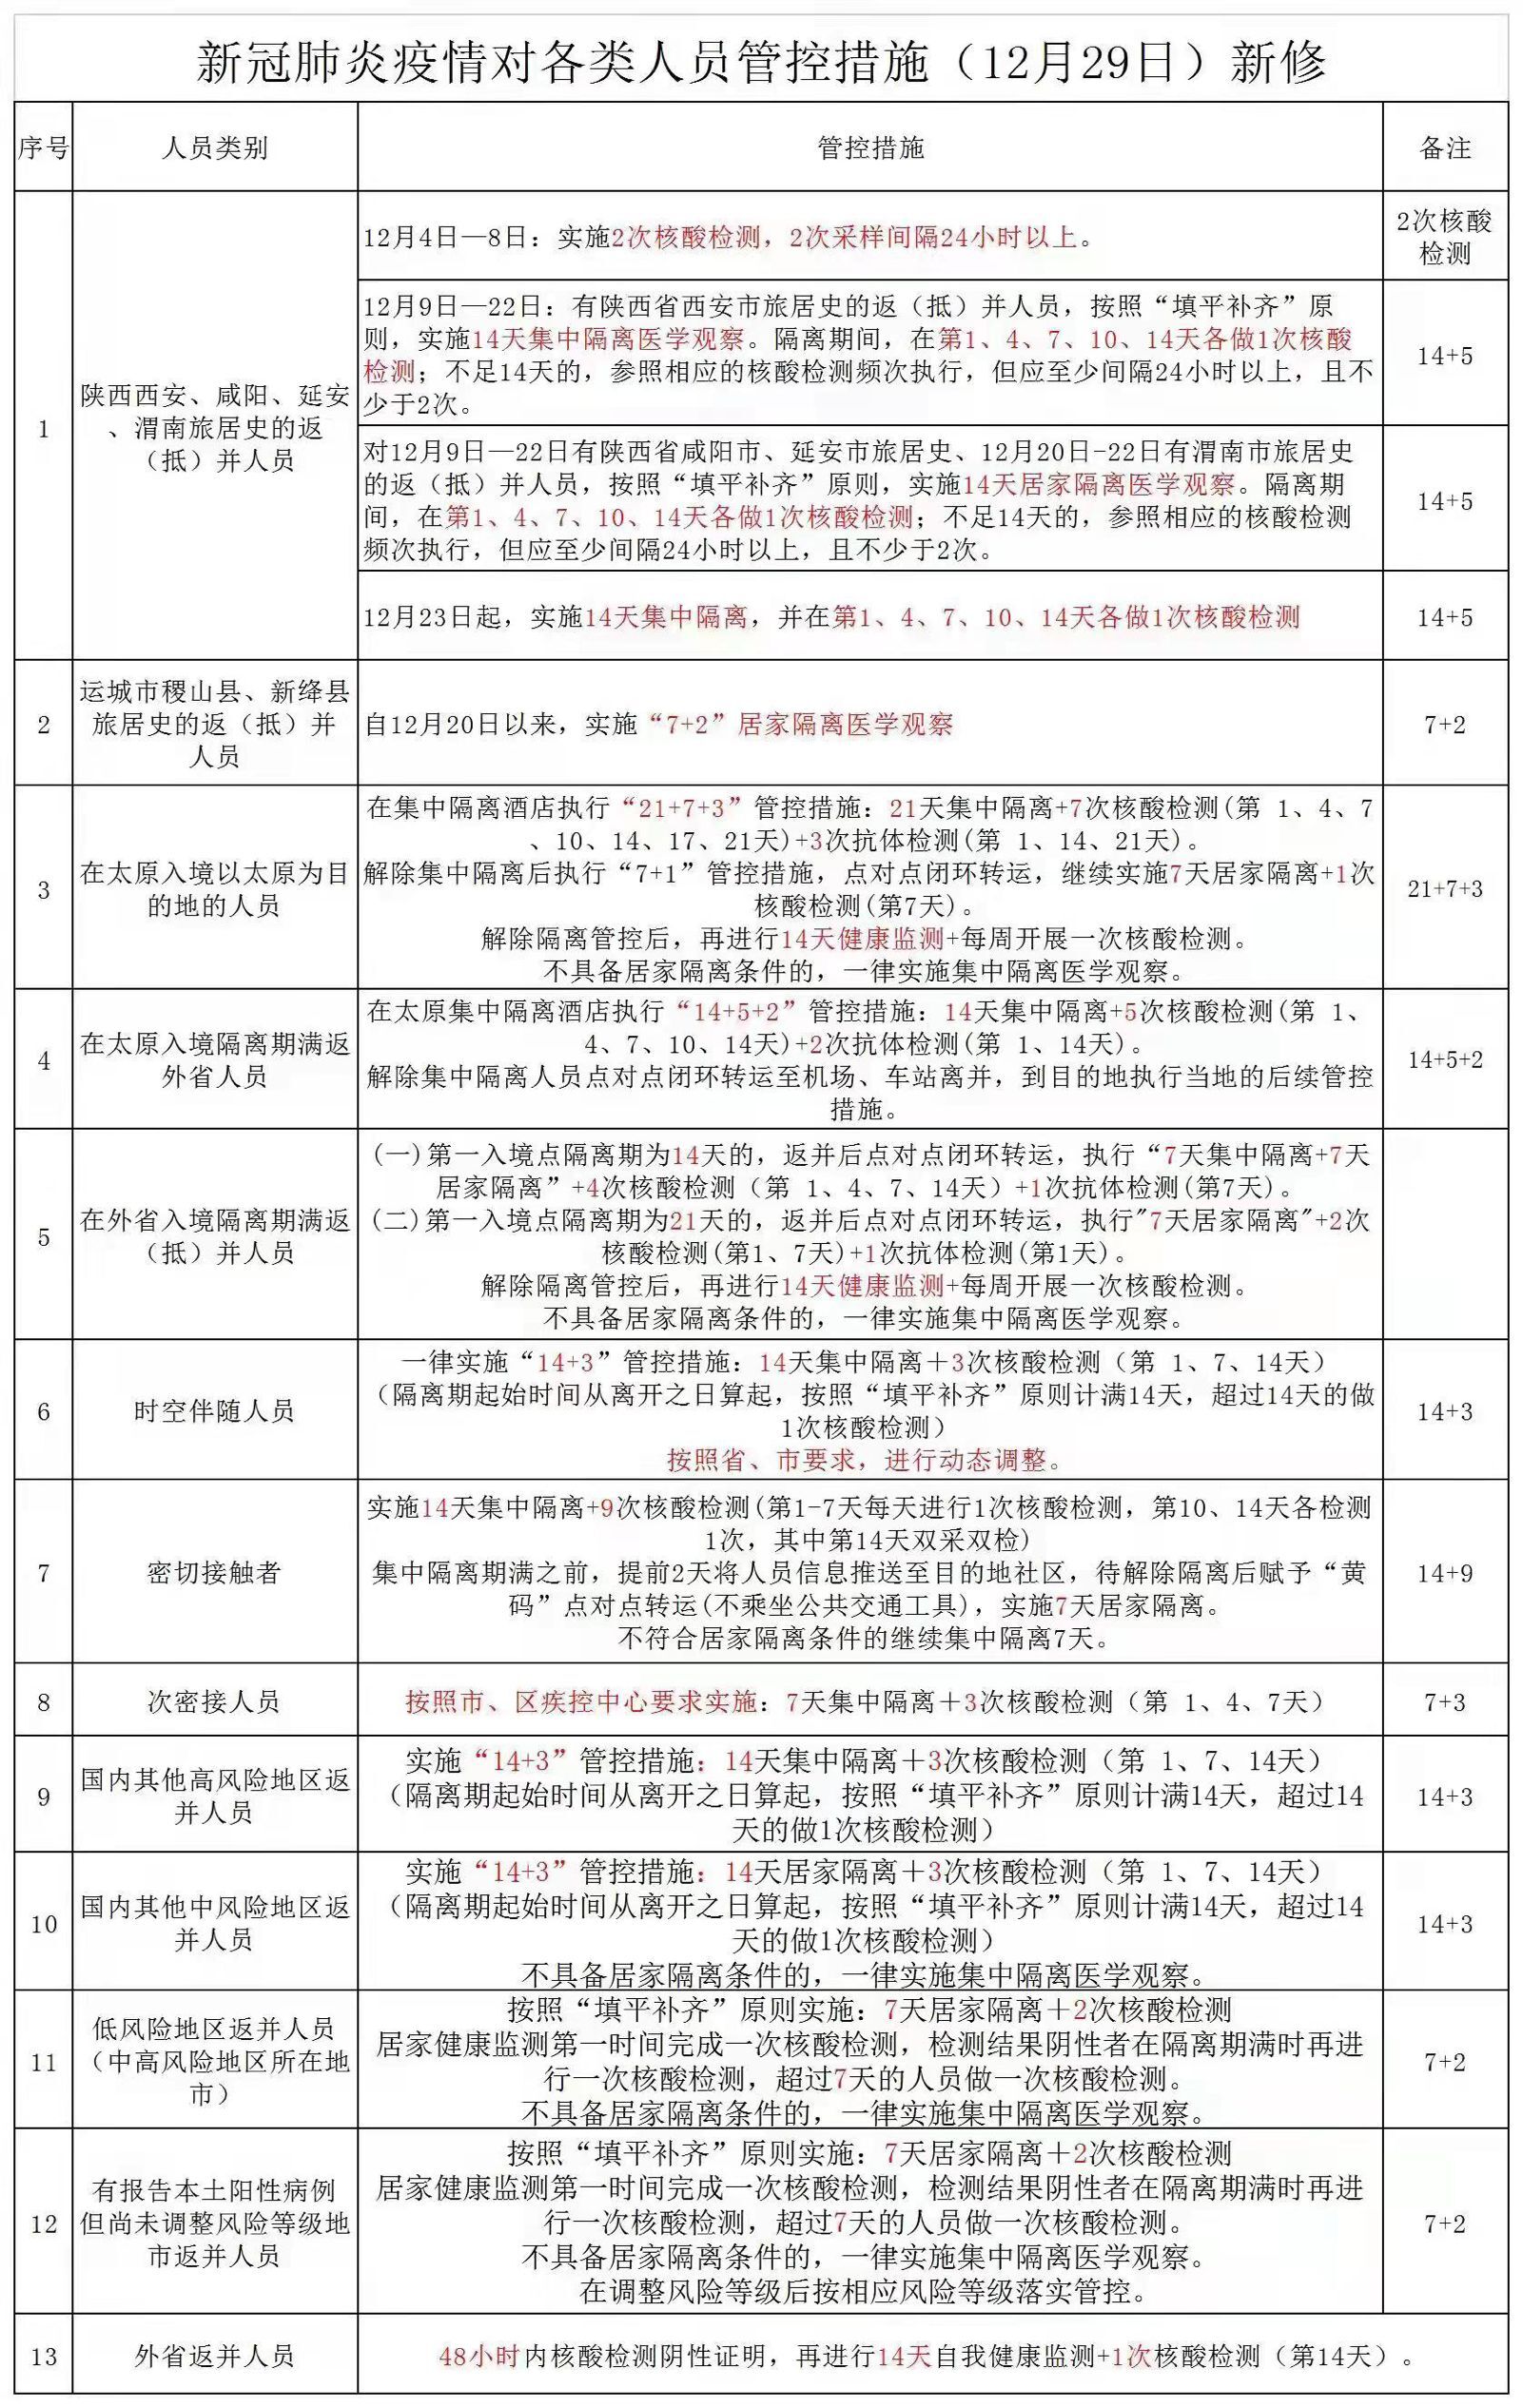 新冠肺炎疫情对各类人员管控措施（12月29日）新修
序号
人员类别
管控措施
备注
1
陕西西安、咸阳、延安
、渭南旅居史的返
（抵）并人员
12月4日—8日：实施2次核酸检测，2次采样间隔24小时以上。
2次核酸
检测
12月9日—22日：有陕西省西安市旅居史的返（抵）并人员，按照“填平补齐”原
则，实施14天集中隔离医学观察。隔离期间，在第1、4、7、10、14天各做1次核酸
检测；不足14天的，参照相应的核酸检测频次执行，但应至少间隔24小时以上，且不
少于2次。
14+5
对12月9日—22日有陕西省咸阳市、延安市旅居史、12月20日-22日有渭南市旅居史
的返（抵）并人员，按照“填平补齐”原则，实施14天居家隔离医学观察。隔离期
间，在第1、4、7、10、14天各做1次核酸检测；不足14天的，参照相应的核酸检测
频次执行，但应至少间隔24小时以上，且不少于2次。
14+5
12月23日起，实施14天集中隔离，并在第1、4、7、10、14天各做1次核酸检测
14+5
2
运城市稷山县、新绛县
旅居史的返（抵）并
人员
自12月20日以来，实施“7+2”居家隔离医学观察
7+2
3
在太原入境以太原为目
的地的人员
在集中隔离酒店执行“21+7+3”管控措施：21天集中隔离+7次核酸检测(第 1、4、7
、10、14、17、21天)+3次抗体检测(第 1、14、21天)。
解除集中隔离后执行“7+1”管控措施，点对点闭环转运，继续实施7天居家隔离+1次
核酸检测(第7天)。
解除隔离管控后，再进行14天健康监测+每周开展一次核酸检测。
不具备居家隔离条件的，一律实施集中隔离医学观察。
21+7+3
4
在太原入境隔离期满返
外省人员
在太原集中隔离酒店执行“14+5+2”管控措施：14天集中隔离+5次核酸检测(第 1、
4、7、10、14天)+2次抗体检测(第 1、14天)。
解除集中隔离人员点对点闭环转运至机场、车站离并，到目的地执行当地的后续管控
措施。
14+5+2
5
在外省入境隔离期满返
（抵）并人员
(一)第一入境点隔离期为14天的，返并后点对点闭环转运，执行“7天集中隔离+7天
居家隔离”+4次核酸检测（第 1、4、7、14天）+1次抗体检测(第7天)。
(二)第一入境点隔离期为21天的，返并后点对点闭环转运，执行"7天居家隔离"+2次
核酸检测(第1、7天)+1次抗体检测(第1天)。
解除隔离管控后，再进行14天健康监测+每周开展一次核酸检测。
不具备居家隔离条件的，一律实施集中隔离医学观察。
6
时空伴随人员
一律实施“14+3”管控措施：14天集中隔离＋3次核酸检测（第 1、7、14天）
（隔离期起始时间从离开之日算起，按照“填平补齐”原则计满14天，超过14天的做
1次核酸检测）
按照省、市要求，进行动态调整。
14+3
7
密切接触者
实施14天集中隔离+9次核酸检测(第1-7天每天进行1次核酸检测，第10、14天各检测
1次，其中第14天双采双检)
集中隔离期满之前，提前2天将人员信息推送至目的地社区，待解除隔离后赋予“黄
码”点对点转运(不乘坐公共交通工具)，实施7天居家隔离。
不符合居家隔离条件的继续集中隔离7天。
14+9
8
次密接人员
按照市、区疾控中心要求实施：7天集中隔离＋3次核酸检测（第 1、4、7天）
7+3
9
国内其他高风险地区返
并人员
实施“14+3”管控措施：14天集中隔离＋3次核酸检测（第 1、7、14天）
（隔离期起始时间从离开之日算起，按照“填平补齐”原则计满14天，超过14
天的做1次核酸检测）
14+3
10
国内其他中风险地区返
并人员
实施“14+3”管控措施：14天居家隔离＋3次核酸检测（第 1、7、14天）
（隔离期起始时间从离开之日算起，按照“填平补齐”原则计满14天，超过14
天的做1次核酸检测）
不具备居家隔离条件的，一律实施集中隔离医学观察。
14+3
11
低风险地区返并人员
（中高风险地区所在地
市）
按照“填平补齐”原则实施：7天居家隔离＋2次核酸检测
居家健康监测第一时间完成一次核酸检测，检测结果阴性者在隔离期满时再进
行一次核酸检测，超过7天的人员做一次核酸检测。
不具备居家隔离条件的，一律实施集中隔离医学观察。
7+2
12
有报告本土阳性病例
但尚未调整风险等级地
市返并人员
按照“填平补齐”原则实施：7天居家隔离＋2次核酸检测
居家健康监测第一时间完成一次核酸检测，检测结果阴性者在隔离期满时再进
行一次核酸检测，超过7天的人员做一次核酸检测。
不具备居家隔离条件的，一律实施集中隔离医学观察。
在调整风险等级后按相应风险等级落实管控。
7+2
13
外省返并人员
48小时内核酸检测阴性证明，再进行14天自我健康监测+1次核酸检测（第14天）。